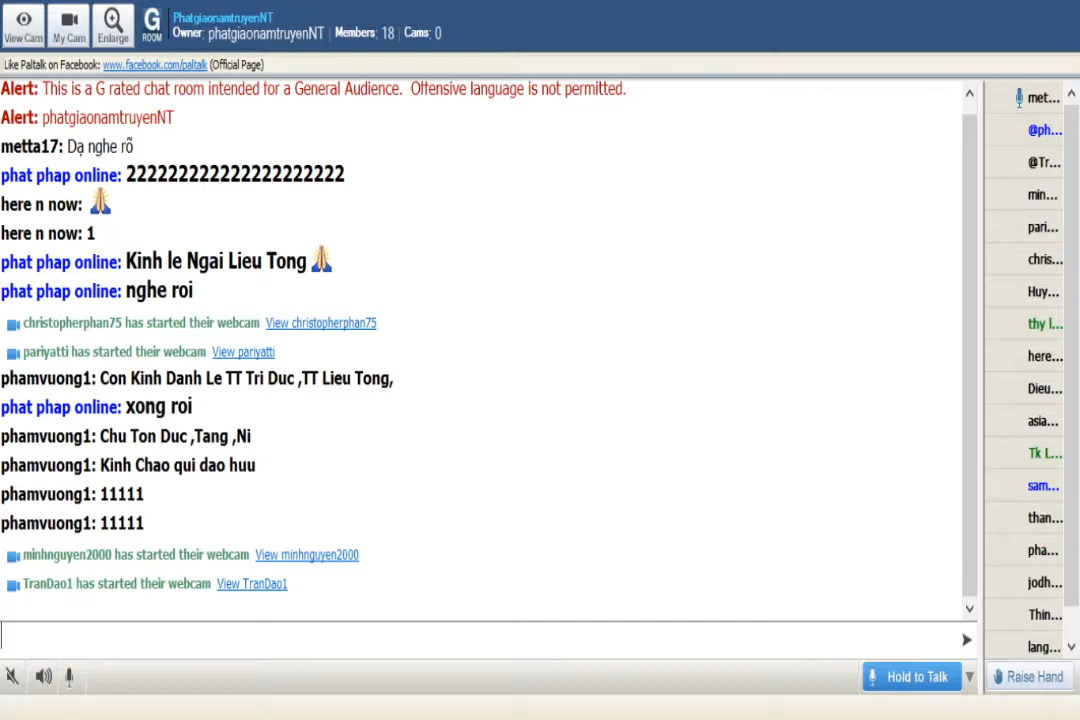 PhatgiaonamtruyenNT
Owner: phatgiaonamtruyenNT Members: 18 Cams: 0
View Cam My Cam Enlarge G ROOM
Like Paltalk on Facebook: www.facebook.com/paltalk (Official Page)
Alert: This is a G rated chat room intended for a General Audience. Offensive language is not permitted.
Alert: phatgiaonamtruyenNT
metta17: Dạ nghe rõ
phat phap online: 2222222222222222222222
here n now:
here n now: 1
phat phap online: Kinh le Ngai Lieu Tong
phat phap online: nghe roi
christopherphan75 has started their webcam View christopherphan75
pariyatti has started their webcam View pariyatti
phamvuong1: Con Kinh Danh Le TT Tri Duc ,TT Lieu Tong,
phat phap online: xong roi
phamvuong1: Chu Ton Duc ,Tang ,Ni
phamvuong1: Kinh Chao qui dao huu
phamvuong1: 11111
phamvuong1: 11111
minhnguyen2000 has started their webcam View minhnguyen2000
TranDao1 has started their webcam View TranDao1
Hold to Talk
met...
@ph...
@Tr...
min...
pari...
chris...
Huy...
thy l...
here...
Dieu...
asia...
Tk L...
sam...
than...
pha...
jodh...
Thin...
lang...
Raise Hand